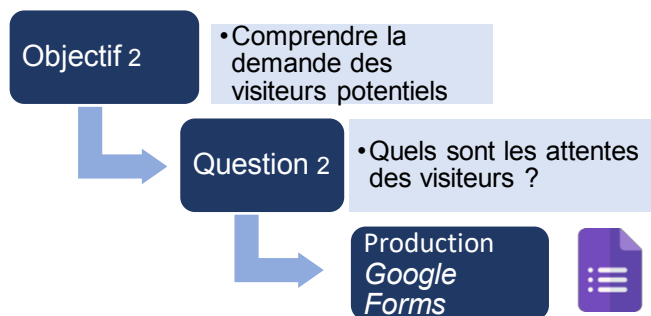 Objectif 2
•Comprendre la
demande des
visiteurs potentiels
Question 2
•Quels sont les attentes
des visiteurs ?
Production
Google
Forms